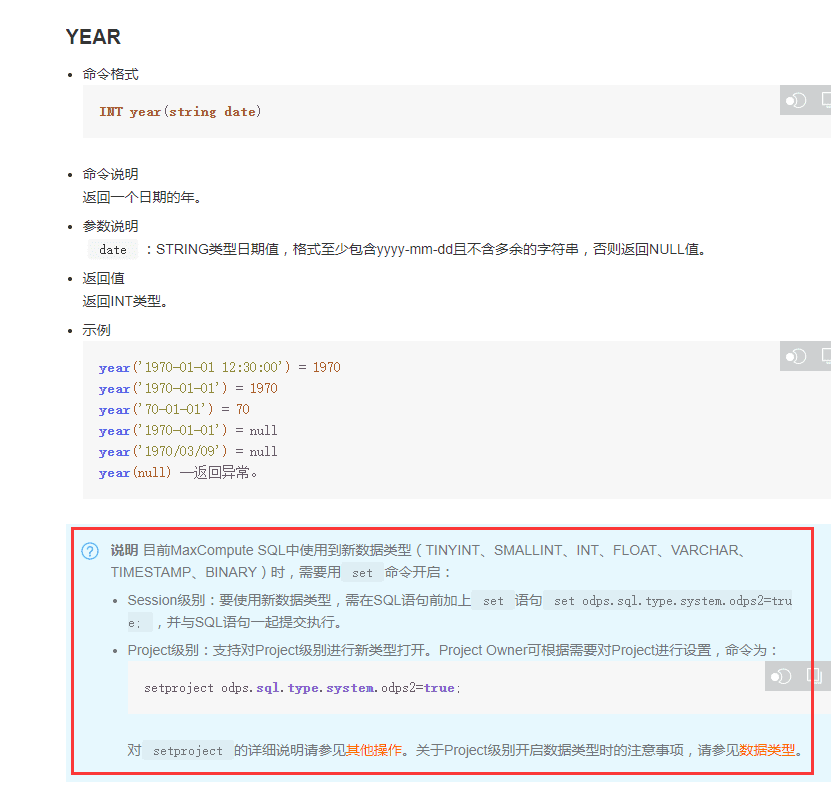 YEAR
命令格式
INT year(string date)
命令说明
返回一个日期的年。
参数说明
date ：STRING类型日期值，格式至少包含yyyy-mm-dd且不含多余的字符串，否则返回NULL值。
返回值
返回INT类型。
示例
year('1970-01-01 12:30:00') = 1970
year('1970-01-01') = 1970
year('70-01-01') = 70
year('1970-01-01') = null
year('1970/03/09') = null
year(null) —返回异常。
说明 目前MaxCompute SQL中使用到新数据类型（TINYINT、SMALLINT、INT、FLOAT、VARCHAR、
TIMESTAMP、BINARY）时，需要用 set 命令开启：
Session级别：要使用新数据类型，需在SQL语句前加上 set 语句 set odps.sql.type.system.odps2=tru
e; ，并与SQL语句一起提交执行。
Project级别：支持对Project级别进行新类型打开。Project Owner可根据需要对Project进行设置，命令为：
setproject odps.sql.type.system.odps2=true;
对 setproject 的详细说明请参见其他操作。关于Project级别开启数据类型时的注意事项，请参见数据类型。